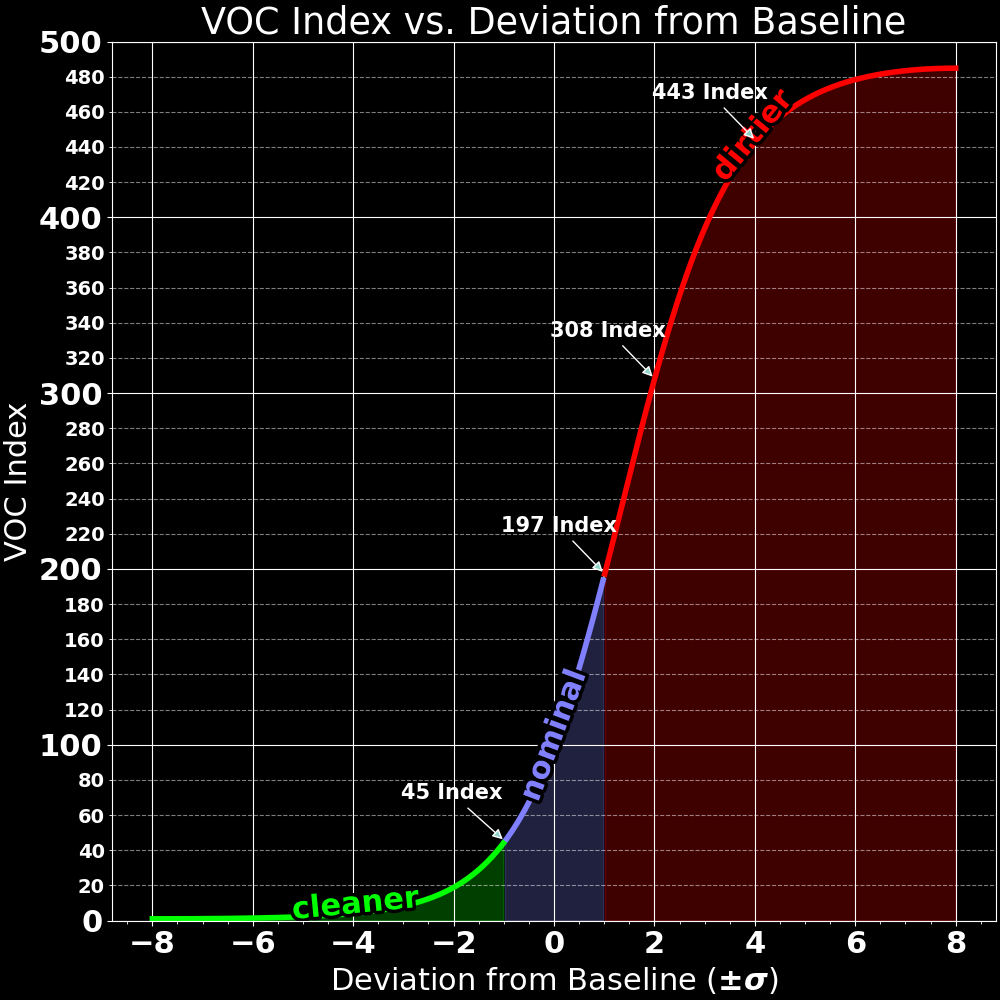 VOC Index vs. Deviation from Baseline
500
480
460
440
420
400
380
360
340
320
300
280
260
240
220
200
180
160
140
120
100
80
60
40
20
0
VOC Index
443 Index
dirtier
308 Index
197 Index
nominal
45 Index
cleaner
−8 −6 −4 −2 0 2 4 6 8
Deviation from Baseline (±σ)